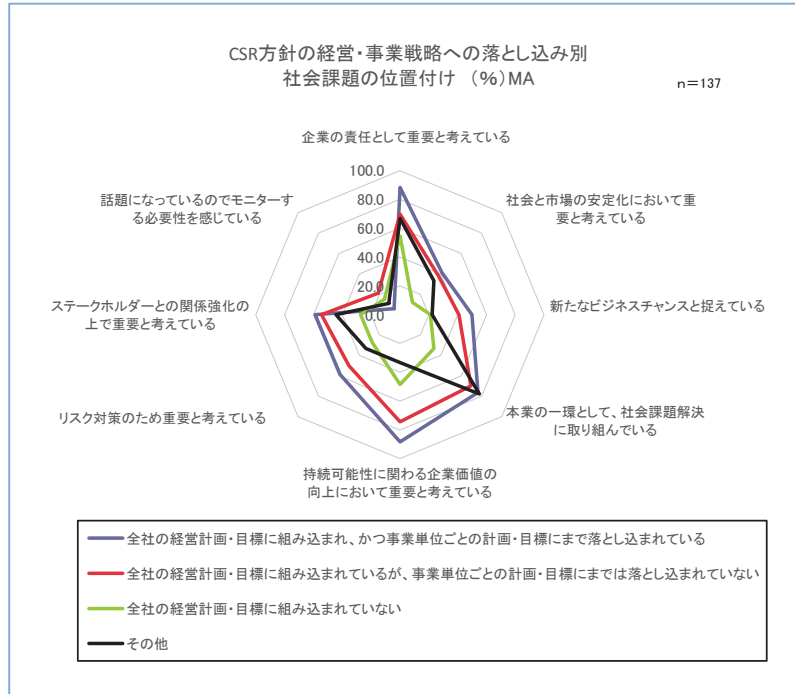 CSR方針の経営・事業戦略への落とし込み別
社会課題の位置付け （%）MA
n＝137
企業の責任として重要と考えている
社会と市場の安定化において重
要と考えている
新たなビジネスチャンスと捉えている
本業の一環として、社会課題解決
に取り組んでいる
持続可能性に関わる企業価値の
向上において重要と考えている
リスク対策のため重要と考えている
ステークホルダーとの関係強化の
上で重要と考えている
話題になっているのでモニターす
る必要性を感じている
100.0
80.0
60.0
40.0
20.0
0.0
全社の経営計画・目標に組み込まれ、かつ事業単位ごとの計画・目標にまで落とし込まれている
全社の経営計画・目標に組み込まれているが、事業単位ごとの計画・目標にまでは落とし込まれていない
全社の経営計画・目標に組み込まれていない
その他